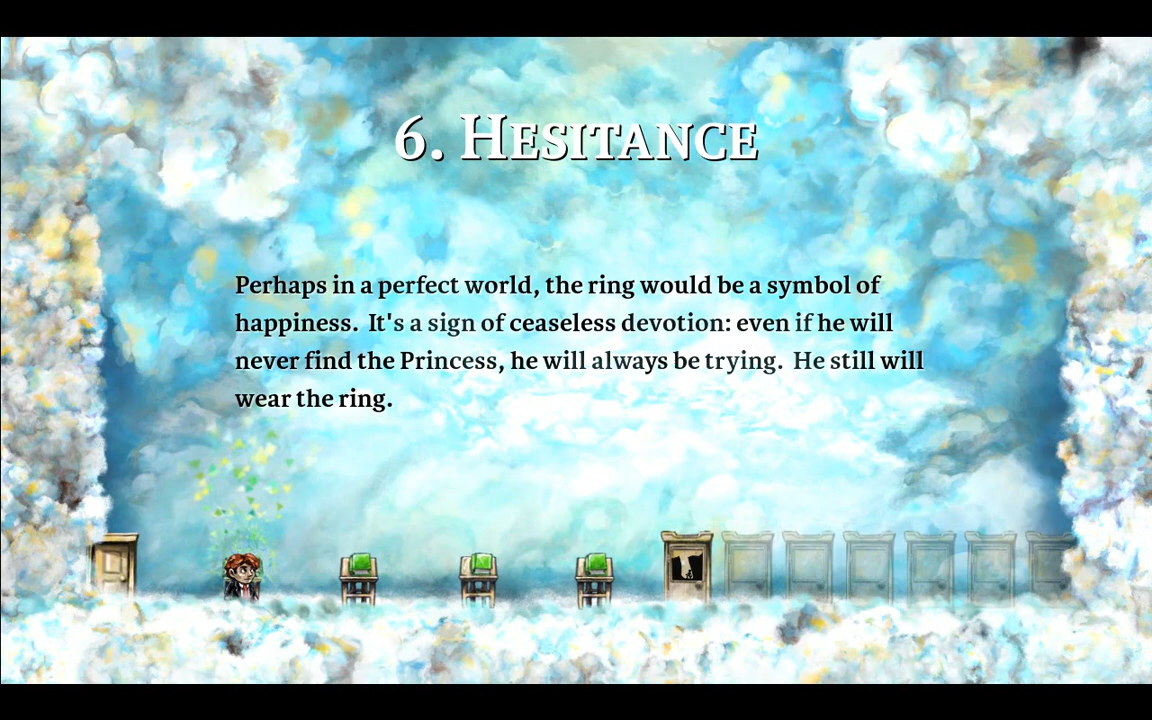 6. HESITANCE
Perhaps in a perfect world, the ring would be a symbol of
happiness.  It's a sign of ceaseless devotion: even if he will
never find the Princess, he will always be trying.  He still will
wear the ring.